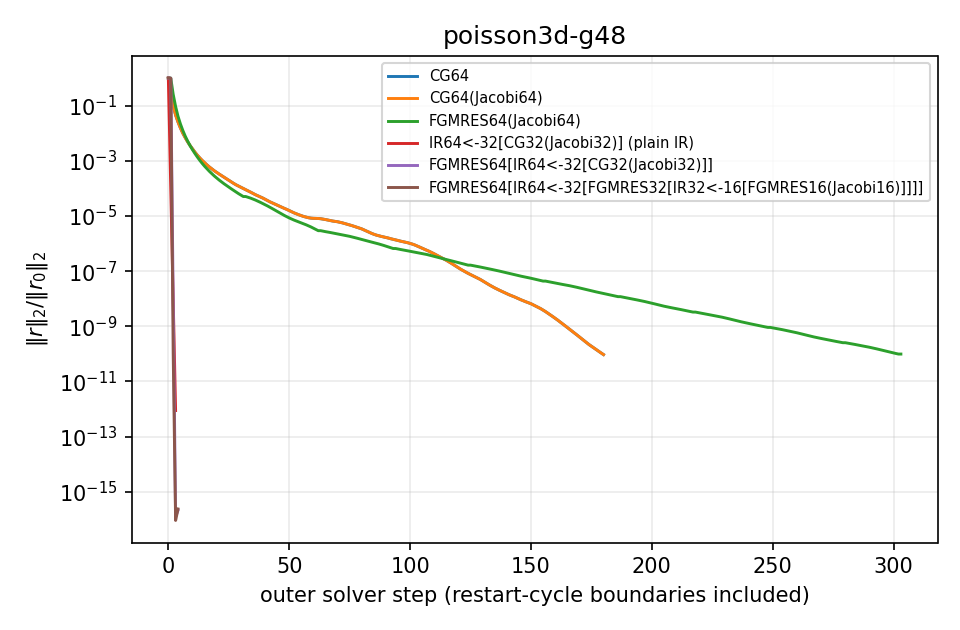 poisson3d-g48
CG64
CG64(Jacobi64)
FGMRES64(Jacobi64)
IR64<-32[CG32(Jacobi32)] (plain IR)
FGMRES64[IR64<-32[CG32(Jacobi32)]]
FGMRES64[IR64<-32[FGMRES32[IR32<-16[FGMRES16(Jacobi16)]]]]
‖r‖₂/‖r₀‖₂
10⁻¹
10⁻³
10⁻⁵
10⁻⁷
10⁻⁹
10⁻¹¹
10⁻¹³
10⁻¹⁵
0 50 100 150 200 250 300
outer solver step (restart-cycle boundaries included)